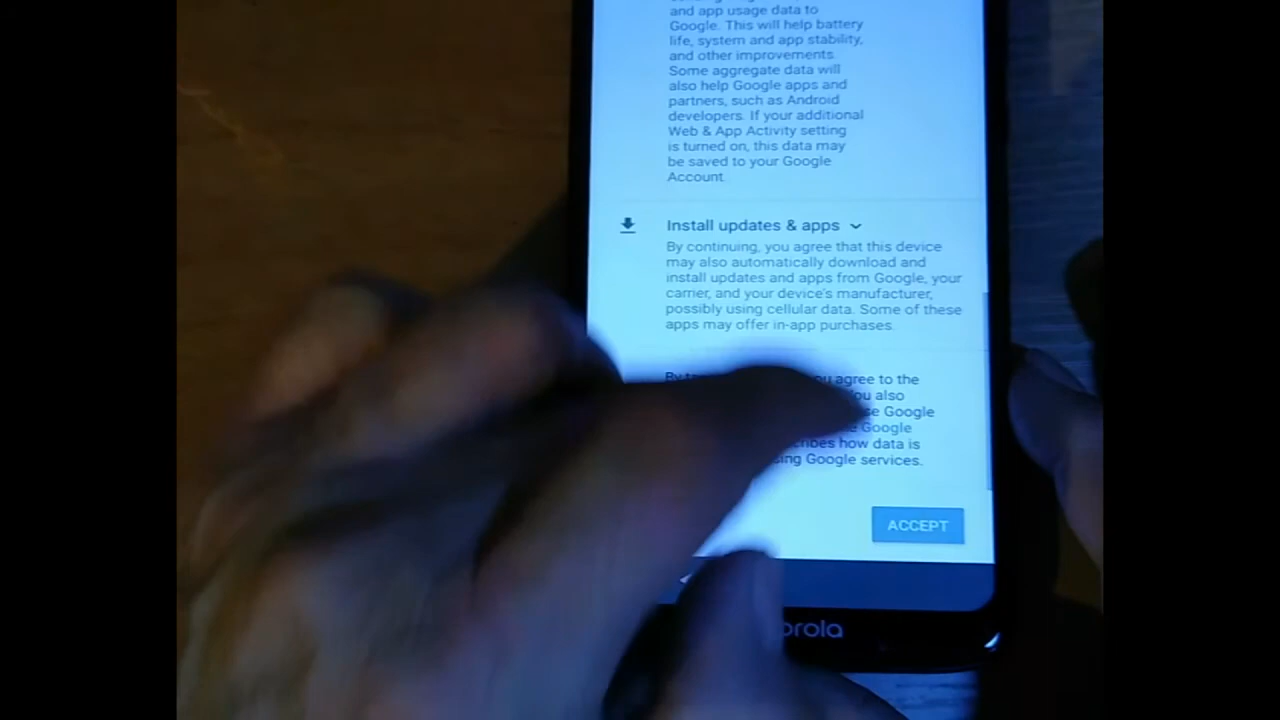 and app usage data to
Google. This will help battery
life, system and app stability,
and other improvements.
Some aggregate data will
also help Google apps and
partners, such as Android
developers. If your additional
Web & App Activity setting
is turned on, this data may
be saved to your Google
Account.
Install updates & apps
By continuing, you agree that this device
may also automatically download and
install updates and apps from Google, your
carrier, and your device's manufacturer,
possibly using cellular data. Some of these
apps may offer in-app purchases.
By agree to the
also
Google
Google
how data is
Google services.
ACCEPT